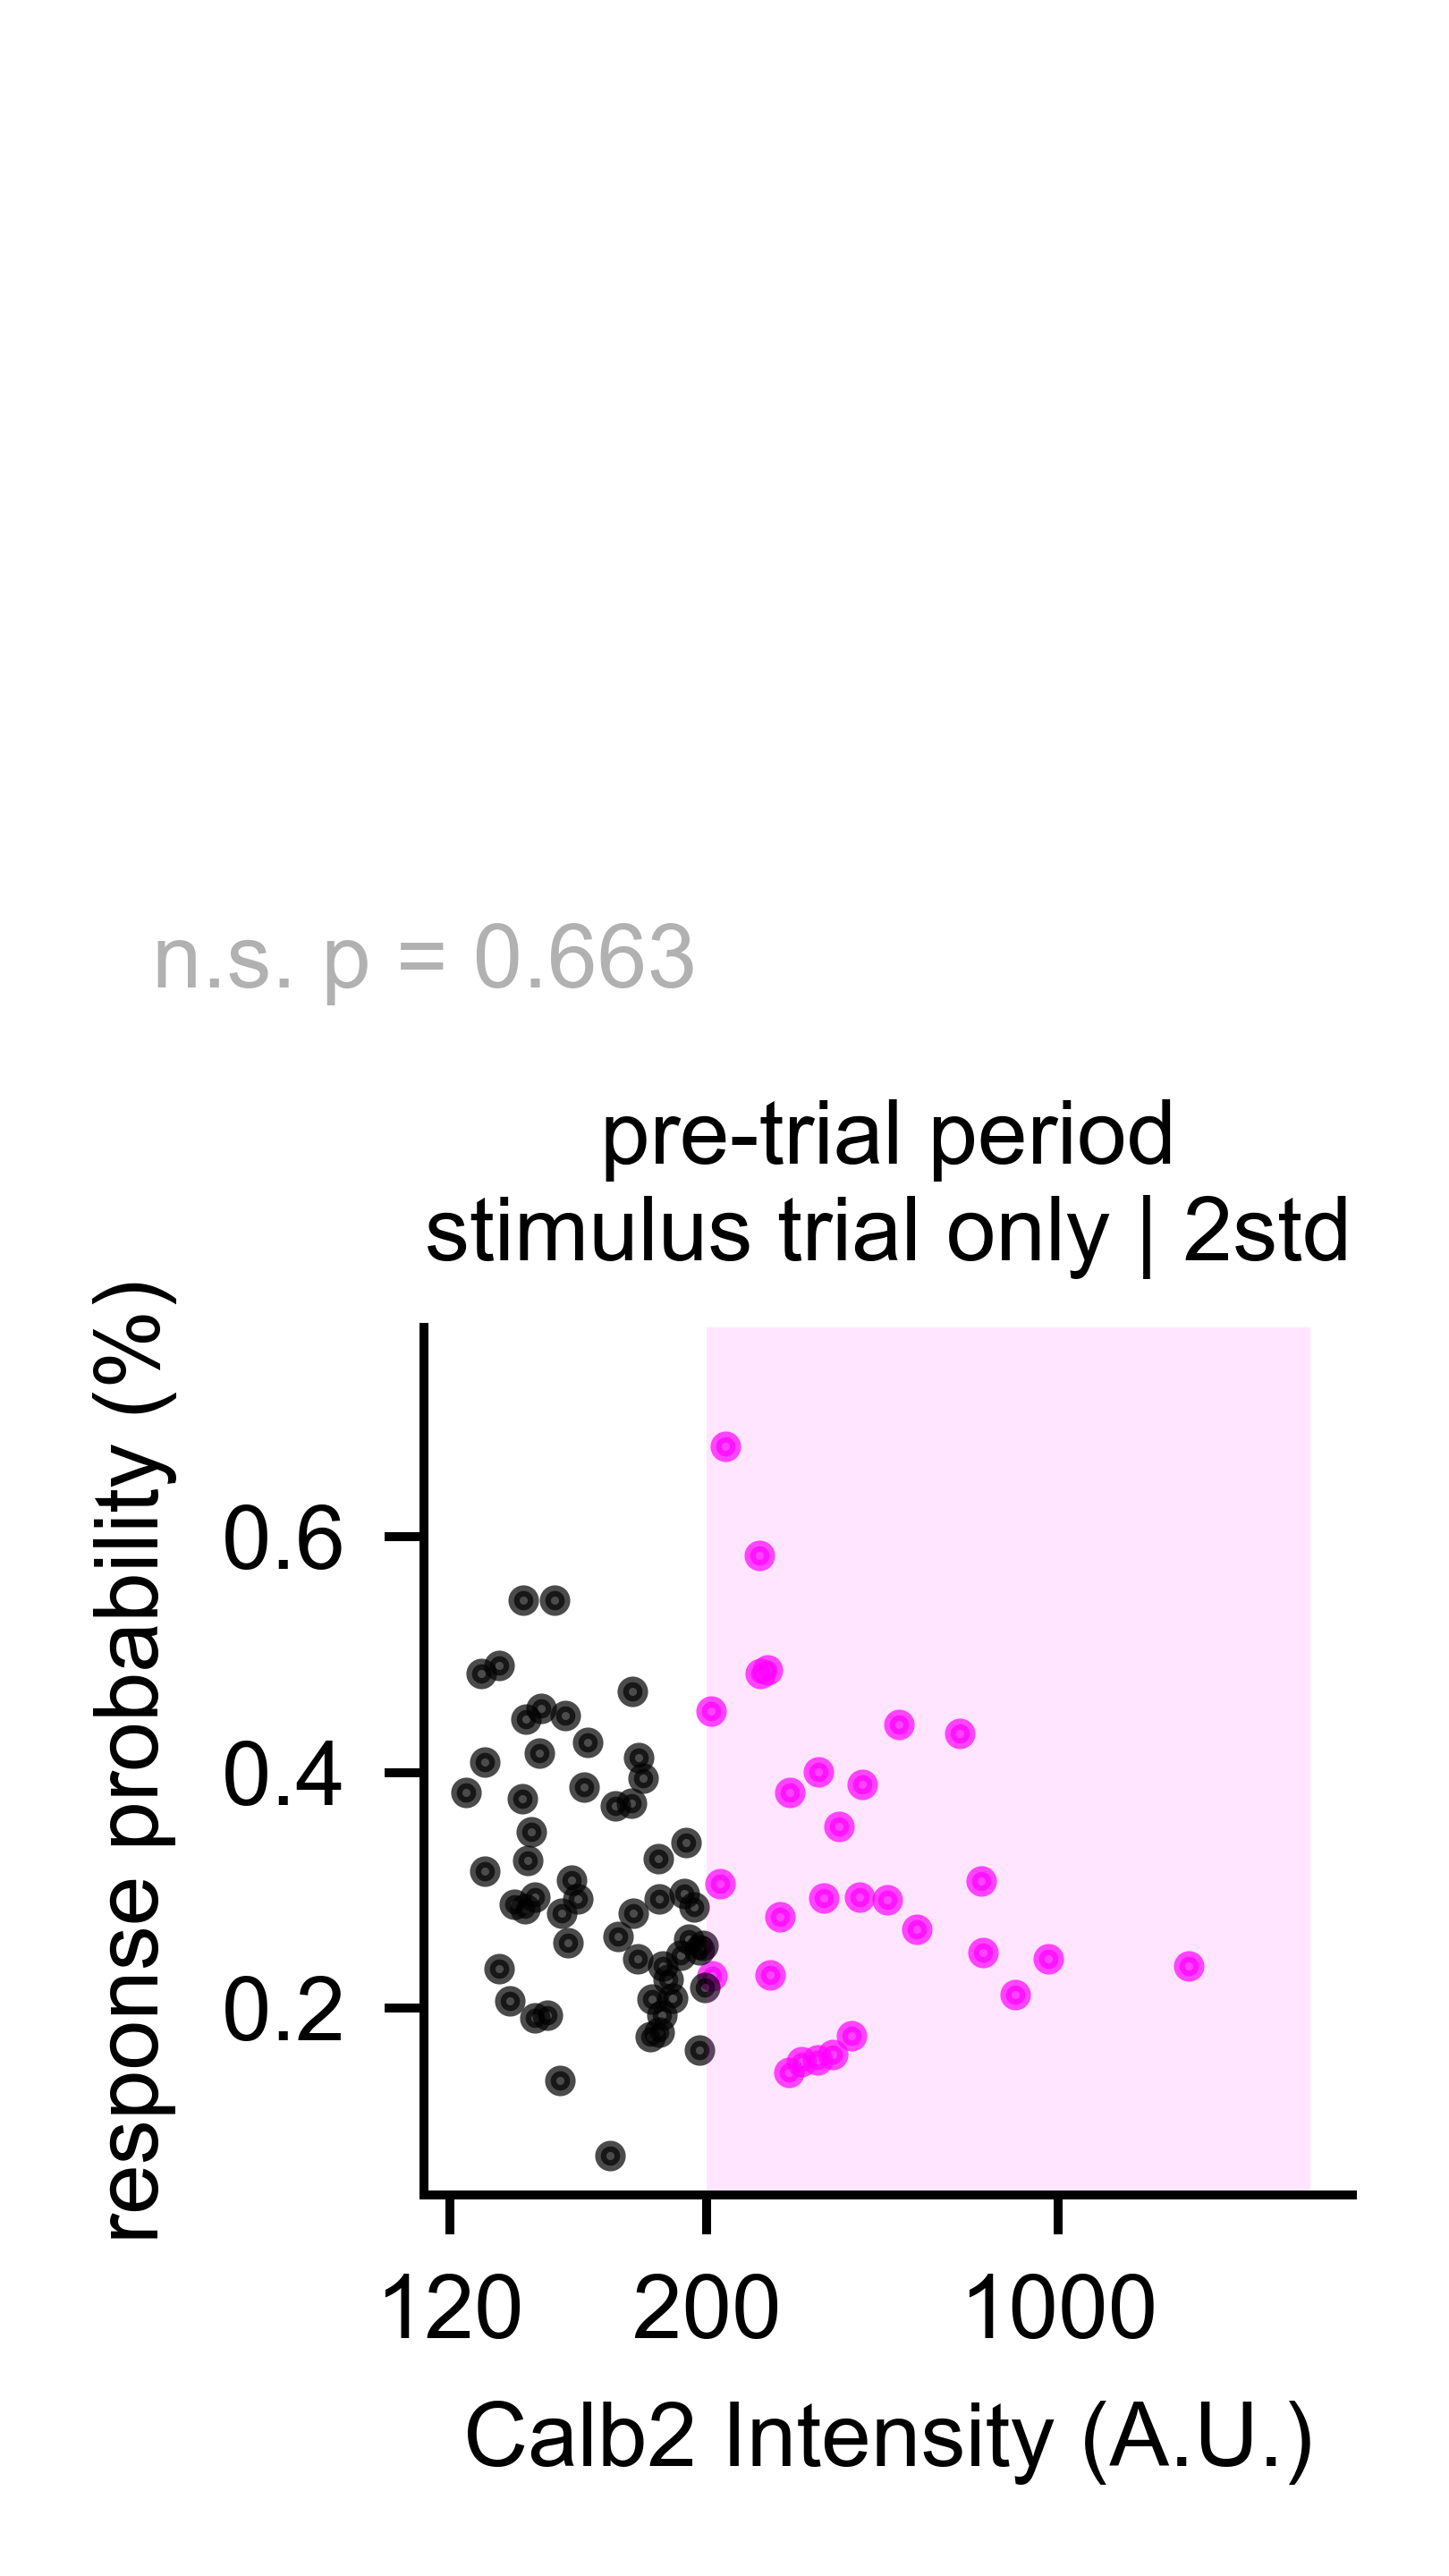 n.s. p = 0.663
pre-trial period
stimulus trial only | 2std
response probability (%)
0.6
0.4
0.2
120 200 1000
Calb2 Intensity (A.U.)